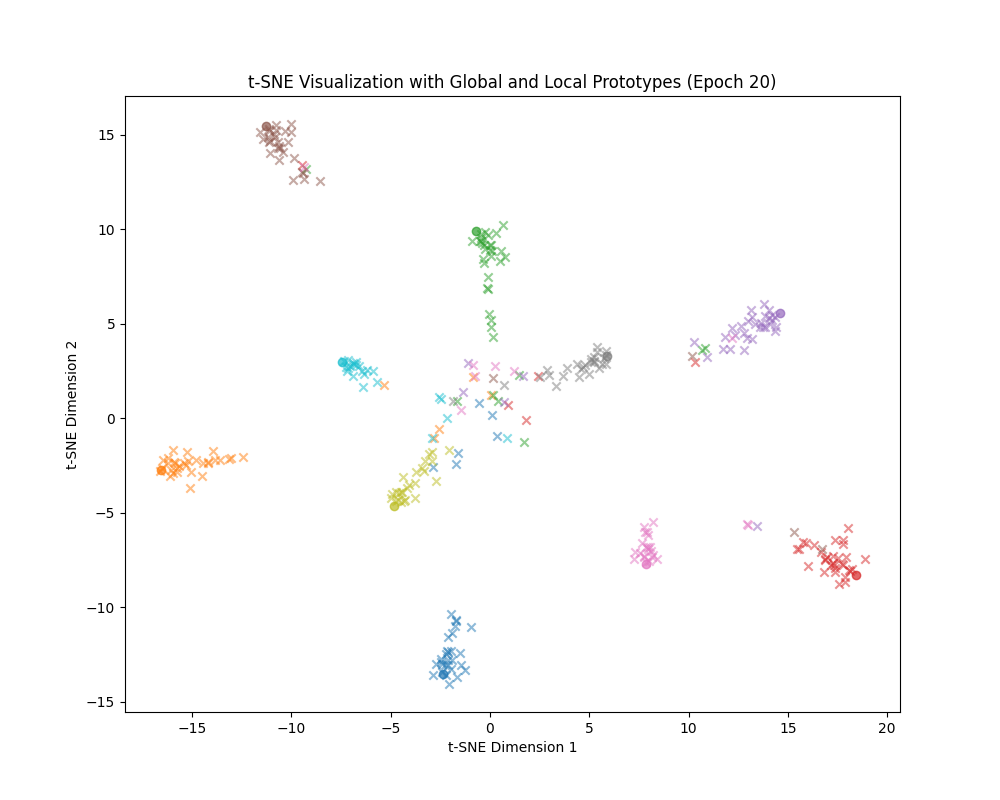 t-SNE Visualization with Global and Local Prototypes (Epoch 20)
15
10
5
0
−5
−10
−15
t-SNE Dimension 2
−15 −10 −5 0 5 10 15 20
t-SNE Dimension 1